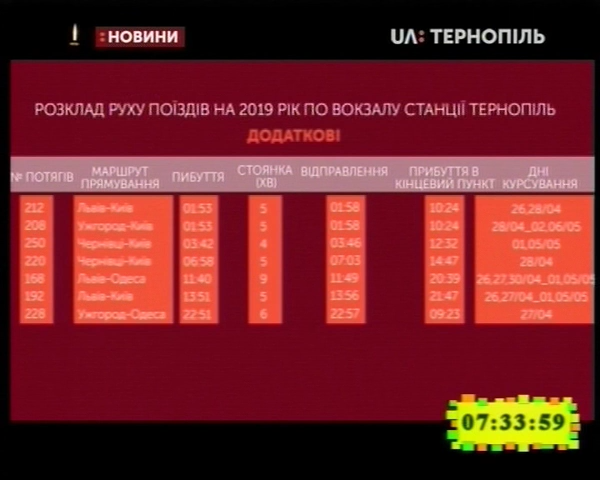 :НОВИНИ
UA: ТЕРНОПІЛЬ
РОЗКЛАД РУХУ ПОЇЗДІВ НА 2019 РІК ПО ВОКЗАЛУ СТАНЦІЇ ТЕРНОПІЛЬ
ДОДАТКОВІ
№ ПОТЯГІВ МАРШРУТ ПРЯМУВАННЯ ПИБУТТЯ СТОЯНКА (ХВ) ВІДПРАВЛЕННЯ ПРИБУТТЯ В КІНЦЕВИЙ ПУНКТ ДНІ КУРСУВАННЯ
212 Львів-Київ 01:53 5 01:58 10:24 26,28/04
208 Ужгород-Київ 01:53 5 01:58 10:24 28/04_02,06/05
250 Чернівці-Київ 03:42 4 03:46 12:32 01,05/05
220 Чернівці-Київ 06:58 5 07:03 14:47 28/04
168 Львів-Одеса 11:40 9 11:49 20:39 26,27,30/04_01,05/05
192 Львів-Київ 13:51 5 13:56 21:47 26,27/04_01,05/05
228 Ужгород-Одеса 22:51 6 22:57 09:23 27/04
07:33:59